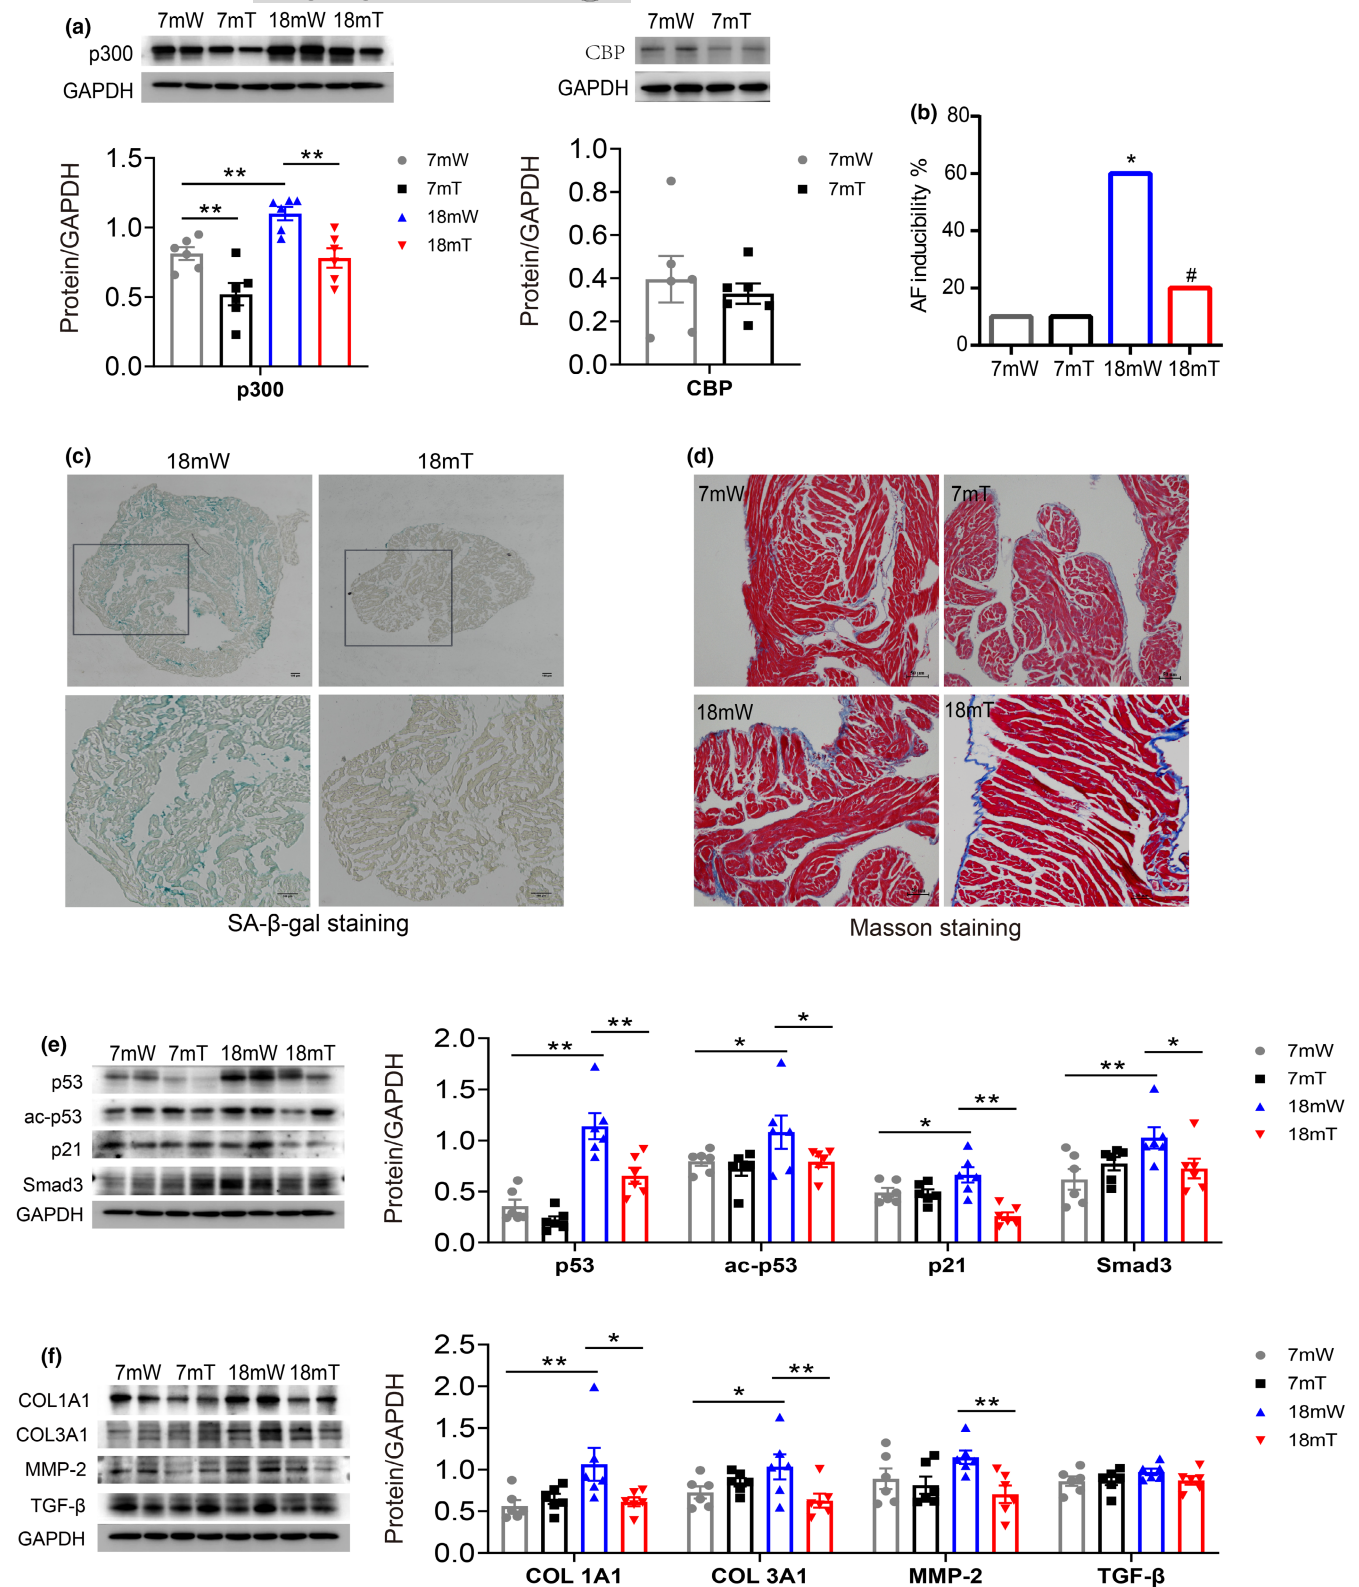 (a)
7mW 7mT 18mW 18mT
p300
GAPDH
7mW 7mT
CBP
GAPDH
Protein/GAPDH
1.5
1.0
0.5
0.0
** ** **
p300
7mW
7mT
18mW
18mT
Protein/GAPDH
1.0
0.8
0.6
0.4
0.2
0.0
CBP
7mW
7mT
(b)
AF inducibility %
80
60
40
20
0
*
#
7mW 7mT 18mW 18mT
(c)
18mW 18mT
SA-β-gal staining
(d)
7mW 7mT
18mW 18mT
Masson staining
(e)
7mW 7mT 18mW 18mT
p53
ac-p53
p21
Smad3
GAPDH
Protein/GAPDH
2.0
1.5
1.0
0.5
0.0
** ** * * * ** ** *
p53 ac-p53 p21 Smad3
7mW
7mT
18mW
18mT
(f)
7mW 7mT 18mW 18mT
COL1A1
COL3A1
MMP-2
TGF-β
GAPDH
Protein/GAPDH
2.5
2.0
1.5
1.0
0.5
0.0
** * * ** **
COL 1A1 COL 3A1 MMP-2 TGF-β
7mW
7mT
18mW
18mT